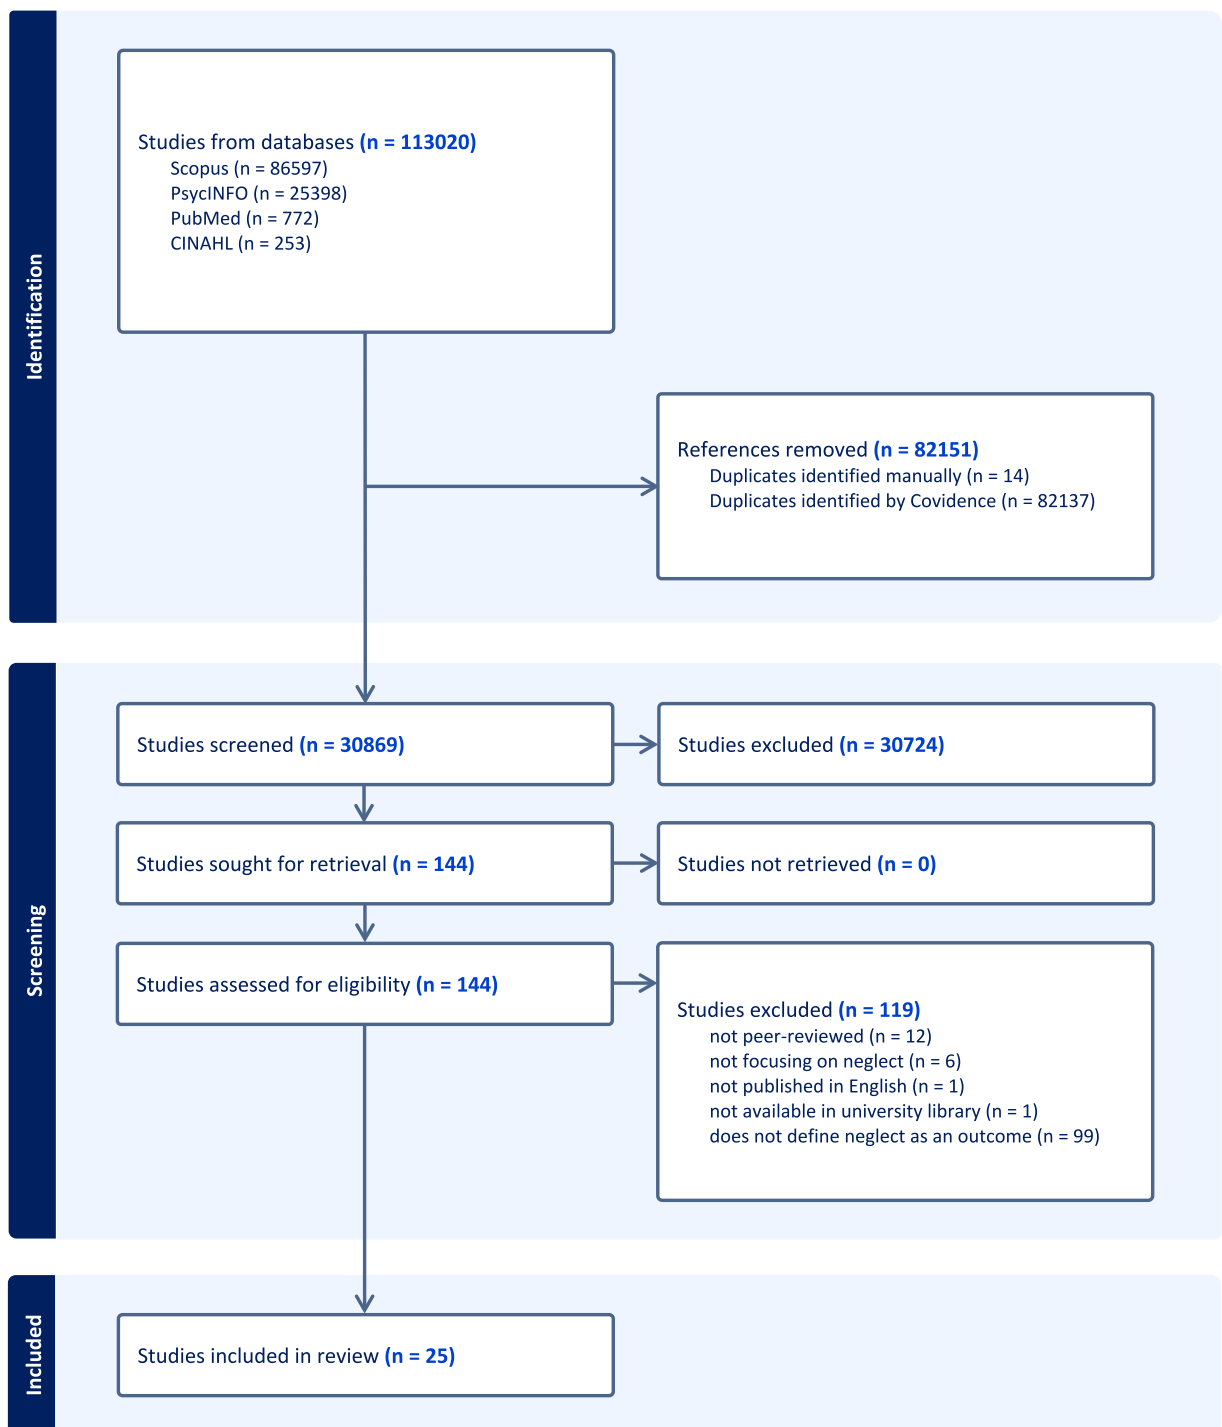 Identification
Studies from databases (n = 113020)
Scopus (n = 86597)
PsycINFO (n = 25398)
PubMed (n = 772)
CINAHL (n = 253)
References removed (n = 82151)
Duplicates identified manually (n = 14)
Duplicates identified by Covidence (n = 82137)
Screening
Studies screened (n = 30869)
Studies excluded (n = 30724)
Studies sought for retrieval (n = 144)
Studies not retrieved (n = 0)
Studies assessed for eligibility (n = 144)
Studies excluded (n = 119)
not peer-reviewed (n = 12)
not focusing on neglect (n = 6)
not published in English (n = 1)
not available in university library (n = 1)
does not define neglect as an outcome (n = 99)
Included
Studies included in review (n = 25)